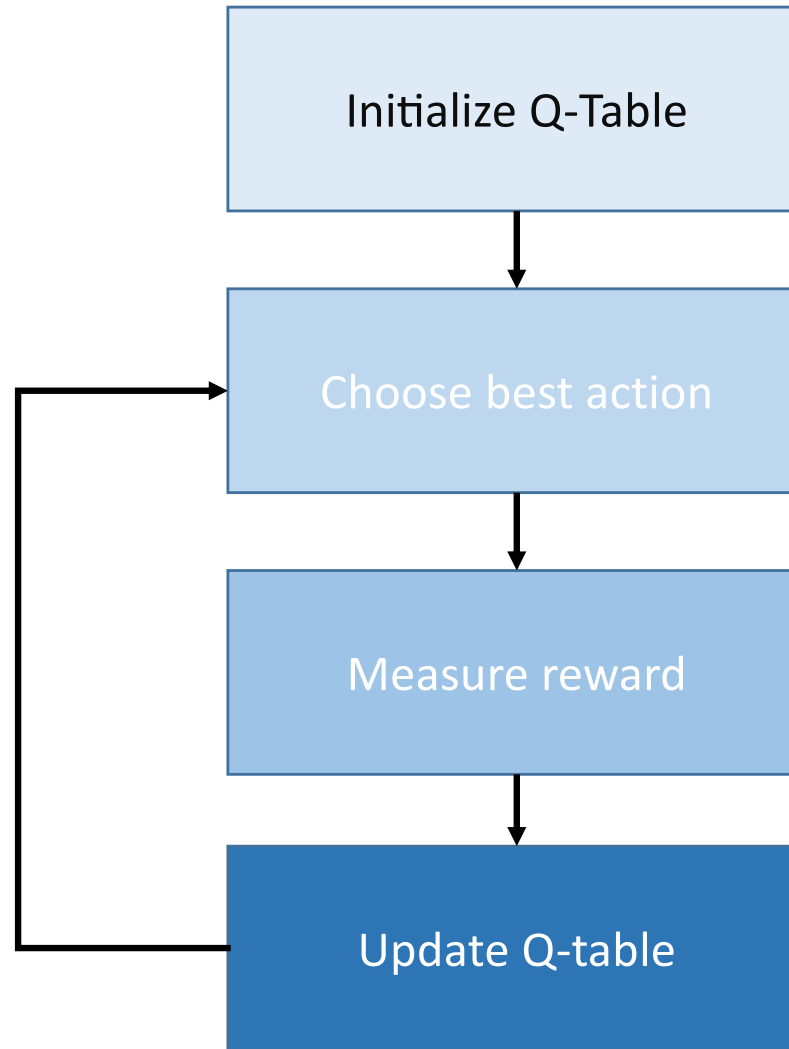 Initialize Q-Table
Choose best action
Measure reward
Update Q-table